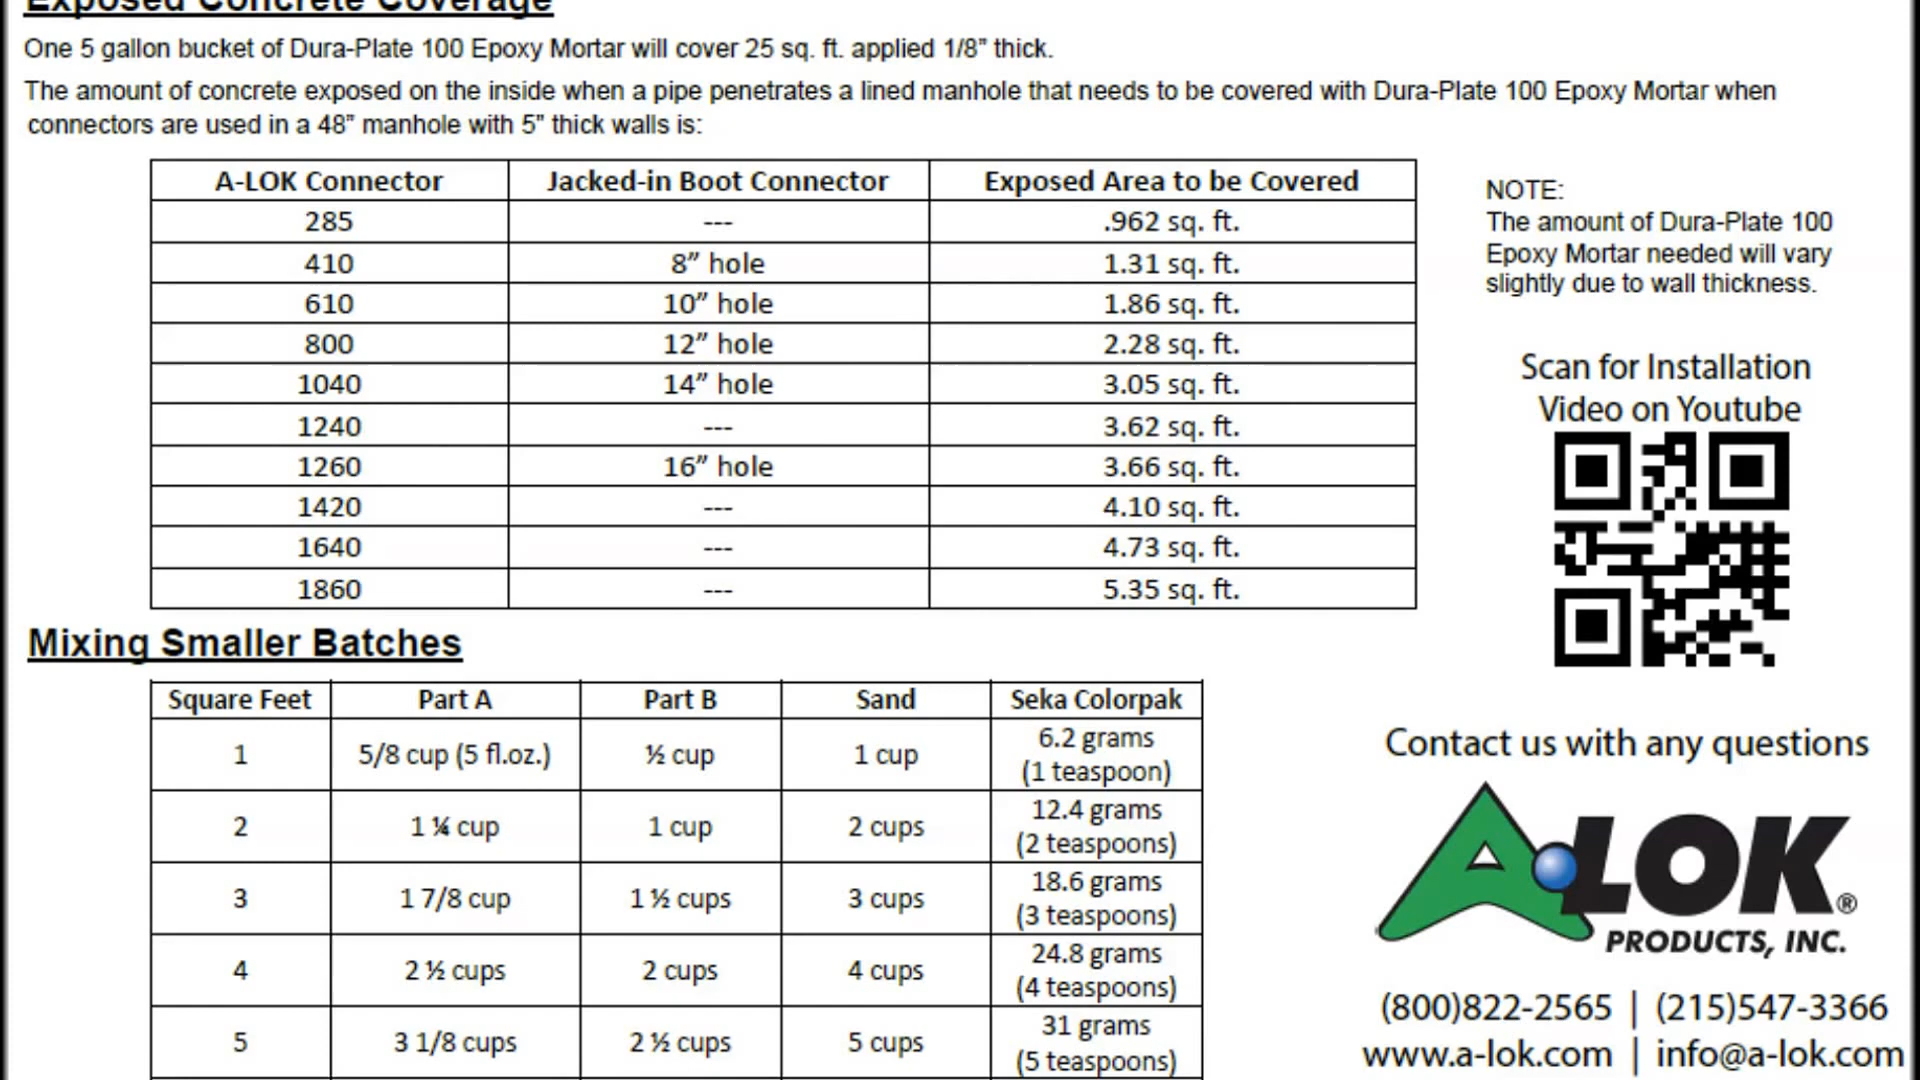 Exposed Concrete Coverage
One 5 gallon bucket of Dura-Plate 100 Epoxy Mortar will cover 25 sq. ft. applied 1/8” thick.
The amount of concrete exposed on the inside when a pipe penetrates a lined manhole that needs to be covered with Dura-Plate 100 Epoxy Mortar when
connectors are used in a 48” manhole with 5” thick walls is:
A-LOK Connector Jacked-in Boot Connector Exposed Area to be Covered
285 --- .962 sq. ft.
410 8” hole 1.31 sq. ft.
610 10” hole 1.86 sq. ft.
800 12” hole 2.28 sq. ft.
1040 14” hole 3.05 sq. ft.
1240 --- 3.62 sq. ft.
1260 16” hole 3.66 sq. ft.
1420 --- 4.10 sq. ft.
1640 --- 4.73 sq. ft.
1860 --- 5.35 sq. ft.
NOTE:
The amount of Dura-Plate 100
Epoxy Mortar needed will vary
slightly due to wall thickness.
Scan for Installation
Video on Youtube
Mixing Smaller Batches
Square Feet Part A Part B Sand Seka Colorpak
1 5/8 cup (5 fl.oz.) ½ cup 1 cup 6.2 grams
(1 teaspoon)
2 1 ¼ cup 1 cup 2 cups 12.4 grams
(2 teaspoons)
3 1 7/8 cup 1 ½ cups 3 cups 18.6 grams
(3 teaspoons)
4 2 ½ cups 2 cups 4 cups 24.8 grams
(4 teaspoons)
5 3 1/8 cups 2 ½ cups 5 cups 31 grams
(5 teaspoons)
Contact us with any questions
A-LOK®
PRODUCTS, INC.
(800)822-2565 | (215)547-3366
www.a-lok.com | info@a-lok.com